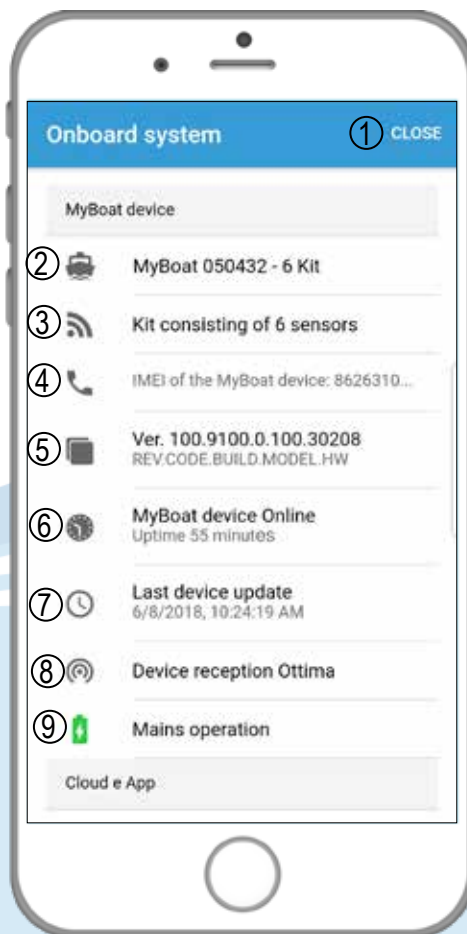 Onboard system ① CLOSE
MyBoat device
② MyBoat 050432 - 6 Kit
③ Kit consisting of 6 sensors
④ IMEI of the MyBoat device: 8626310...
⑤ Ver. 100.9100.0.100.30208
REV.CODE.BUILD.MODEL.HW
⑥ MyBoat device Online
Uptime 55 minutes
⑦ Last device update
6/8/2018, 10:24:19 AM
⑧ Device reception Ottima
⑨ Mains operation
Cloud e App